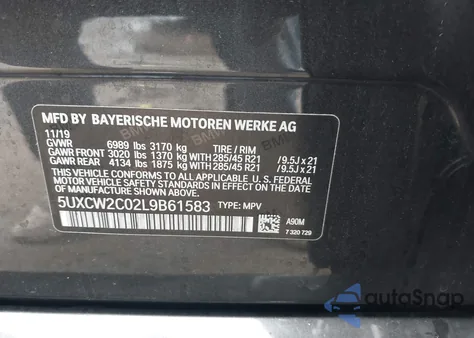 MFD BY BAYERISCHE MOTOREN WERKE AG
11/19
GVWR 6989 lbs 3170 kg TIRE / RIM
GAWR FRONT 3020 lbs 1370 kg 285/45 R21 /9.5J x 21
GAWR REAR 4134 lbs 1875 kg 285/45 R21 /9.5J x 21
THIS VEHICLE CONFORMS TO ALL APPLICABLE
FEDERAL MOTOR VEHICLE SAFETY STANDARDS
IN EFFECT ON THE DATE OF
MANUFACTURE SHOWN ABOVE.
5UXCW2C02L9B61583 TYPE: MPV
A90M
7 320 729
autoSnap